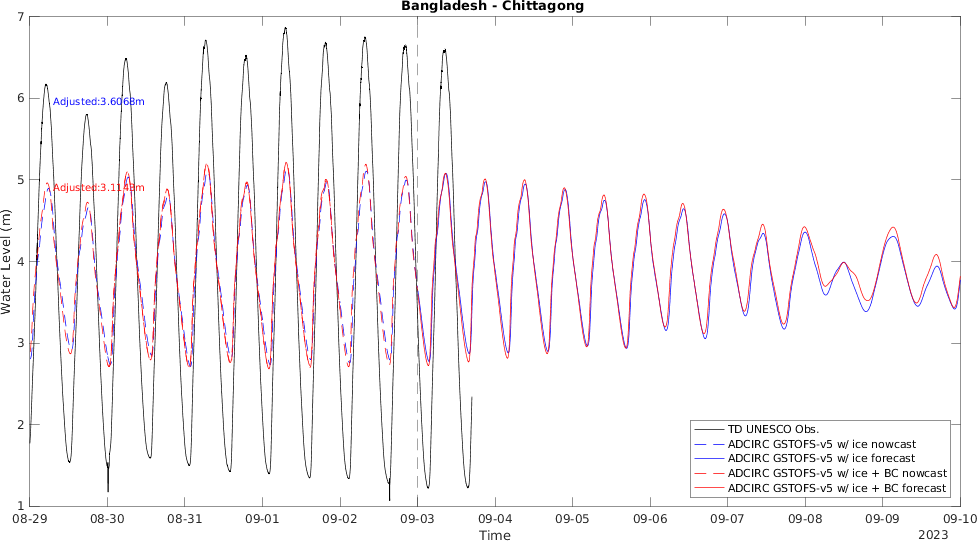 Bangladesh - Chittagong
7
6
5
4
3
2
1
Water Level (m)
Adjusted:3.6068m
Adjusted:3.1143m
TD UNESCO Obs.
ADCIRC GSTOFS-v5 w/ ice nowcast
ADCIRC GSTOFS-v5 w/ ice forecast
ADCIRC GSTOFS-v5 w/ ice + BC nowcast
ADCIRC GSTOFS-v5 w/ ice + BC forecast
08-29 08-30 08-31 09-01 09-02 09-03 09-04 09-05 09-06 09-07 09-08 09-09 09-10
Time
2023